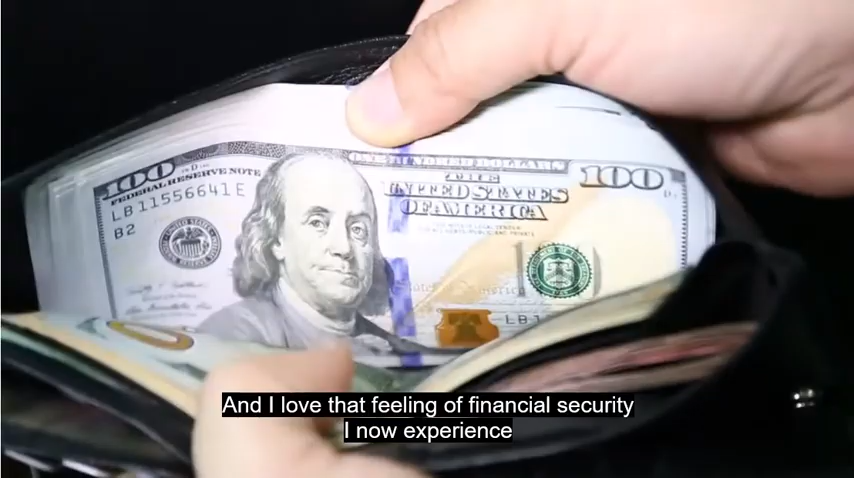 100
FEDERAL RESERVE NOTE
LB 11556641 E
B2
ONE HUNDRED DOLLARS
THE
UNITED STATES
OF AMERICA
100
LB1
And I love that feeling of financial security
I now experience